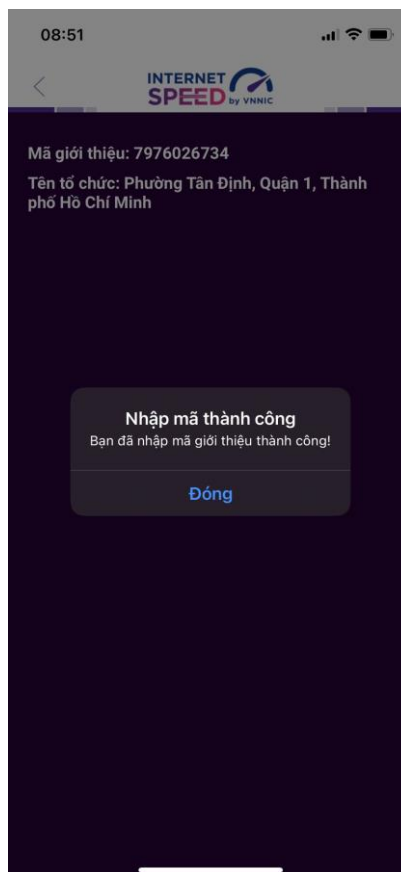 08:51
INTERNET
SPEED by VNNIC
Mã giới thiệu: 7976026734
Tên tổ chức: Phường Tân Định, Quận 1, Thành
phố Hồ Chí Minh
Nhập mã thành công
Bạn đã nhập mã giới thiệu thành công!
Đóng